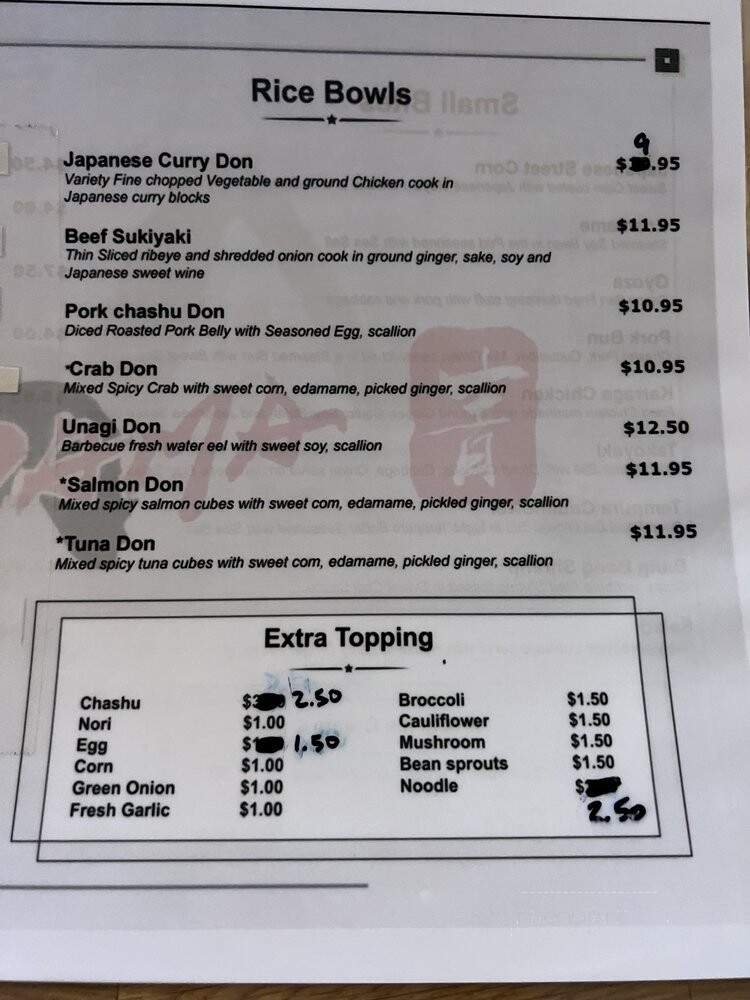 Rice Bowls
Japanese Curry Don $9.95
Variety Fine chopped Vegetable and ground Chicken cook in
Japanese curry blocks
Beef Sukiyaki $11.95
Thin Sliced ribeye and shredded onion cook in ground ginger, sake, soy and
Japanese sweet wine
Pork chashu Don $10.95
Diced Roasted Pork Belly with Seasoned Egg, scallion
*Crab Don $10.95
Mixed Spicy Crab with sweet corn, edamame, picked ginger, scallion
Unagi Don $12.50
Barbecue fresh water eel with sweet soy, scallion
*Salmon Don $11.95
Mixed spicy salmon cubes with sweet corn, edamame, pickled ginger, scallion
*Tuna Don $11.95
Mixed spicy tuna cubes with sweet corn, edamame, pickled ginger, scallion
Extra Topping
Chashu $ 2.50
Nori $1.00
Egg $ 1.50
Corn $1.00
Green Onion $1.00
Fresh Garlic $1.00
Broccoli $1.50
Cauliflower $1.50
Mushroom $1.50
Bean sprouts $1.50
Noodle $
2.50